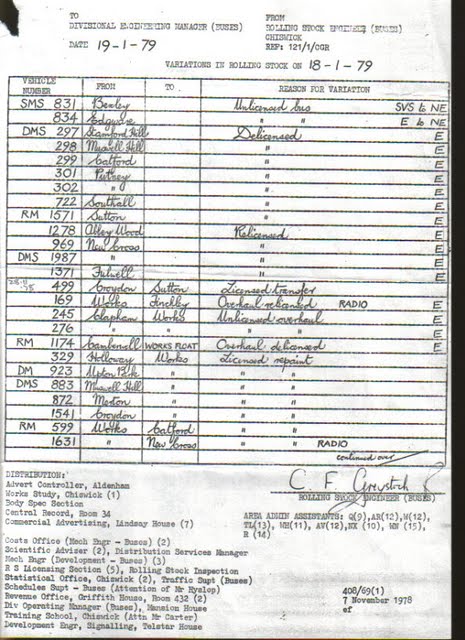 TO
DIVISIONAL ENGINEERING MANAGER (BUSES)
FROM
ROLLING STOCK ENGINEER (BUSES)
CHISWICK
REF: 121/1/CGR
DATE 19-1-79
VARIATIONS IN ROLLING STOCK ON 18-1-79
VEHICLE NUMBER FROM TO REASON FOR VARIATION
SMS 831 Bexley Unlicensed bus SVS to NE
834 Edgware " " E to NE
DMS 297 Stamford Hill Delicensed E
298 Muswell Hill " E
299 Catford " E
301 Putney " E
302 " " E
722 Southall " E
RM 1571 Sutton " E
1278 Abbey Wood Relicensed E
969 New Cross " E
DMS 1987 " " E
1371 Fulwell " E
499 Croydon Sutton Licensed transfer
169 Works Finchley Overhaul relicensed RADIO E
245 Clapham Works Unlicensed overhaul E
276 " " " " E
RM 1174 Camberwell WORKS FLOAT Overhaul delicensed E
329 Holloway Works Licensed repaint
DM 923 Upton Park " " "
DMS 883 Muswell Hill " " "
872 Merton " " "
1541 Croydon " " "
RM 599 Works Catford " "
1631 " New Cross " " RADIO
continued over
DISTRIBUTION:
Advert Controller, Aldenham
Works Study, Chiswick (1)
Body Spec Section
Central Record, Room 34
Commercial Advertising, Lindsay House (7)
Costs Office (Mech Engr - Buses) (2)
Scientific Adviser (2), Distribution Services Manager
Mech Engr (Development - Buses) (3)
R S Licensing Section (5), Rolling Stock Inspection
Statistical Office, Chiswick (2), Traffic Supt (Buses)
Schedules Supt - Buses (Attention of Mr Hyslop)
Revenue Office, Griffith House, Room 432 (2)
Div Operating Manager (Buses), Mansion House
Training School, Chiswick (Attn Mr Carter)
Development Engr, Signalling, Telstar House
C. F.
ROLLING STOCK ENGINEER (BUSES)
AREA ADMIN ASSISTANTS: Q(9),AR(12),W(12),
TL(13), WH(11), AV(12),NX (10), WN (15),
R (14)
408/69(1)
7 November 1978
ef